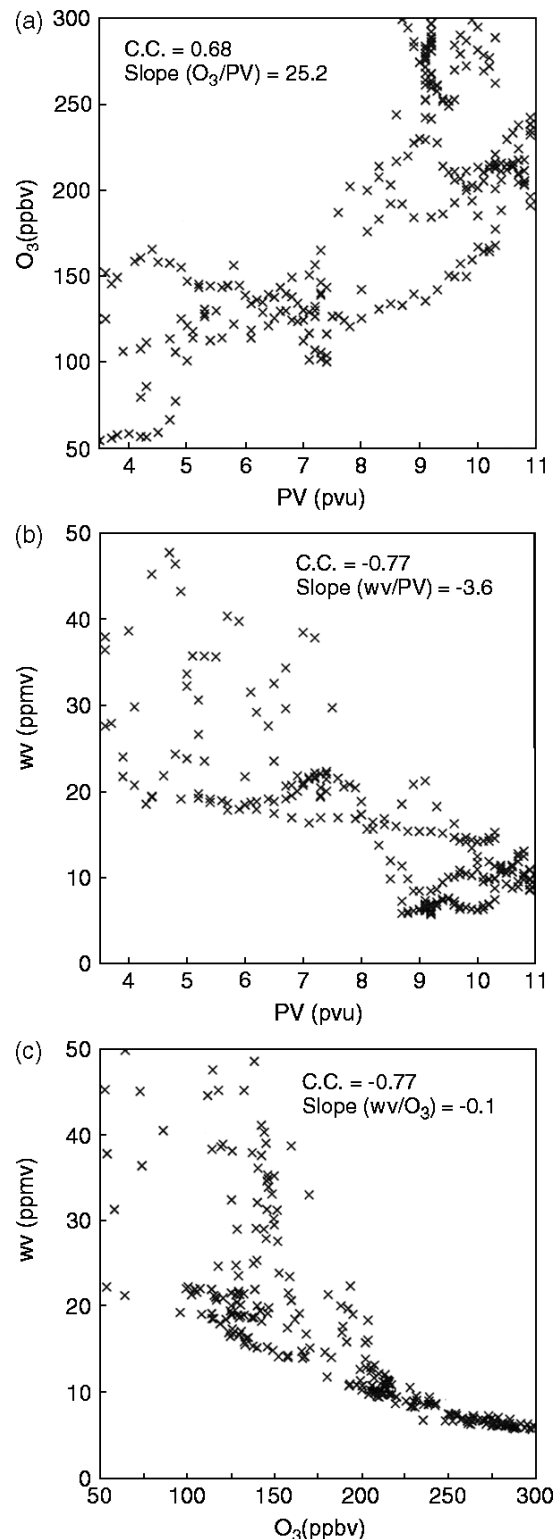 (a)
C.C. = 0.68
Slope (O₃/PV) = 25.2
300
250
200
150
100
50
O₃(ppbv)
4 5 6 7 8 9 10 11
PV (pvu)
(b)
C.C. = -0.77
Slope (wv/PV) = -3.6
50
40
30
20
10
0
wv (ppmv)
4 5 6 7 8 9 10 11
PV (pvu)
(c)
C.C. = -0.77
Slope (wv/O₃) = -0.1
50
40
30
20
10
0
wv (ppmv)
50 100 150 200 250 300
O₃(ppbv)